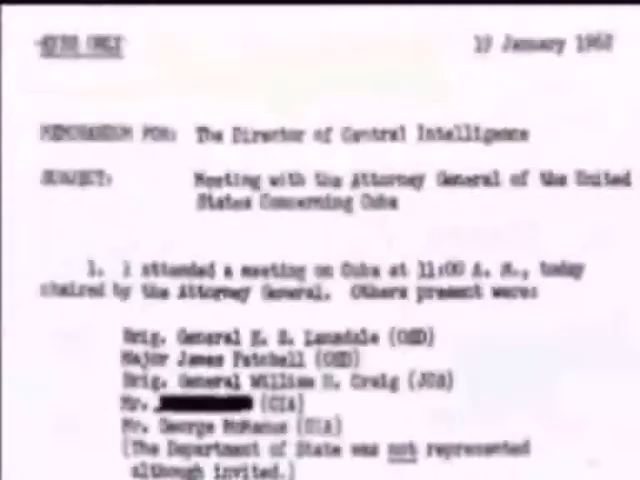 EYES ONLY
19 January 1962
MEMORANDUM FOR: The Director of Central Intelligence
SUBJECT: Meeting with the Attorney General of the United
States Concerning Cuba
1. I attended a meeting on Cuba at 11:00 A. M., today
chaired by the Attorney General. Others present were:
Brig. General E. S. Lansdale (OSD)
Major James Patchell (OSD)
Brig. General William H. Craig (JCS)
Mr. (CIA)
Mr. George McManus (CIA)
(The Department of State was not represented
although invited.)